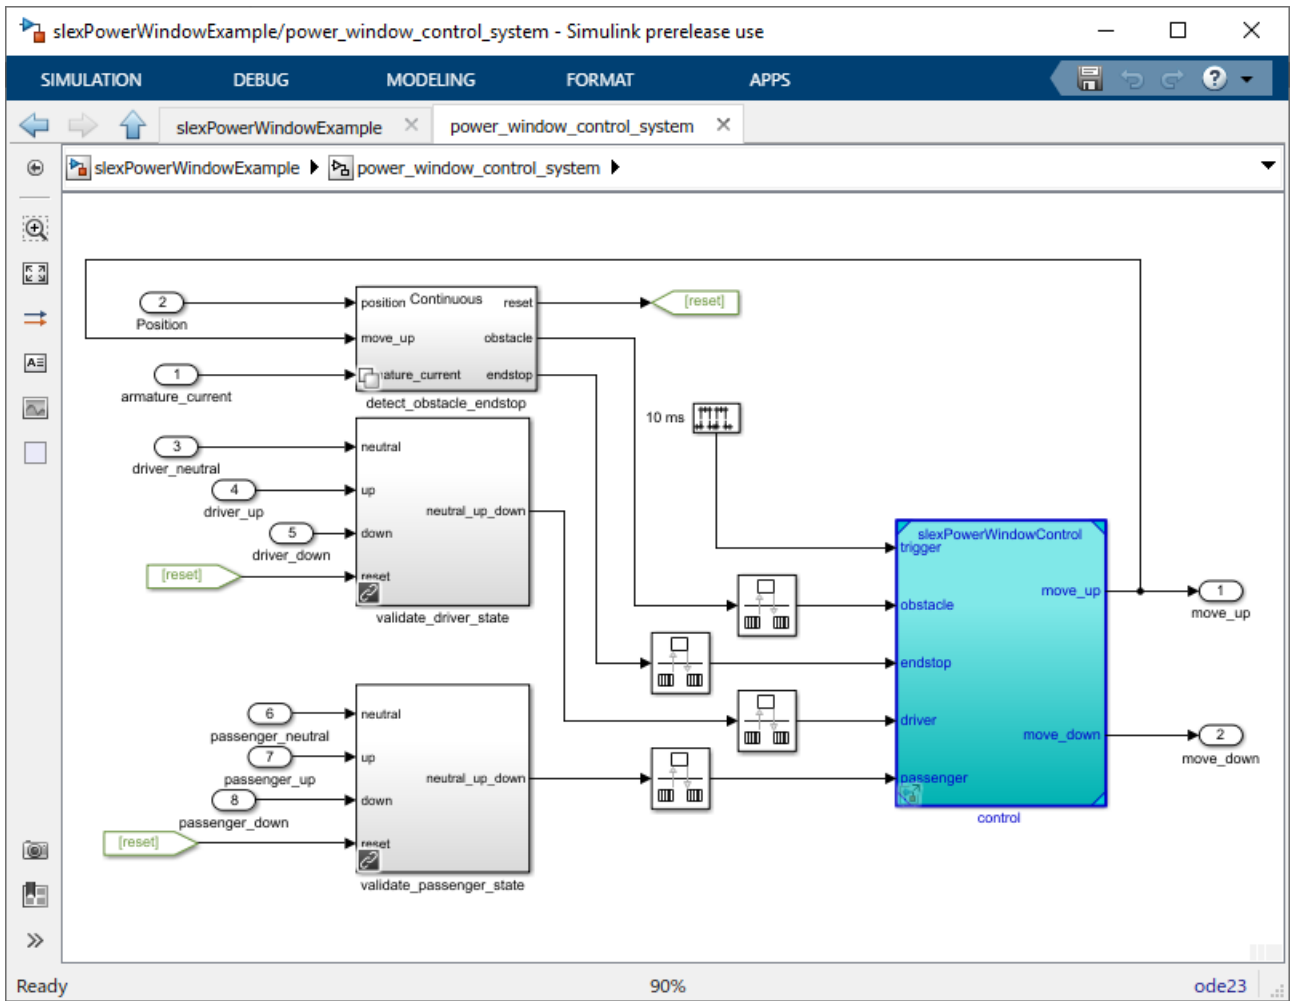 slexPowerWindowExample/power_window_control_system - Simulink prerelease use
SIMULATION DEBUG MODELING FORMAT APPS
?
slexPowerWindowExample power_window_control_system
slexPowerWindowExample power_window_control_system
2
Position
1
armature_current
position Continuous reset
move_up obstacle
ature_current endstop
detect_obstacle_endstop
[reset]
10 ms
3
driver_neutral
4
driver_up
5
driver_down
[reset]
neutral
up
neutral_up_down
down
reset
validate_driver_state
6
passenger_neutral
7
passenger_up
8
passenger_down
[reset]
neutral
up
neutral_up_down
down
reset
validate_passenger_state
slexPowerWindowControl
trigger
move_up
obstacle
endstop
driver
move_down
passenger
control
1
move_up
2
move_down
Ready 90% ode23